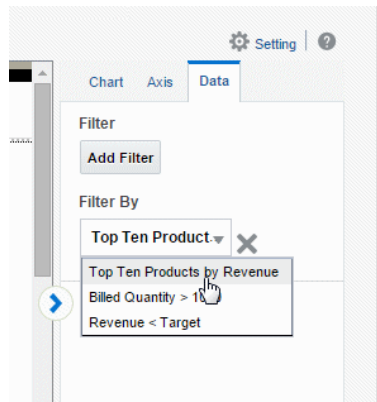 Setting
Chart Axis Data
Filter
Add Filter
Filter By
Top Ten Product
Top Ten Products by Revenue
Billed Quantity >
Revenue < Target